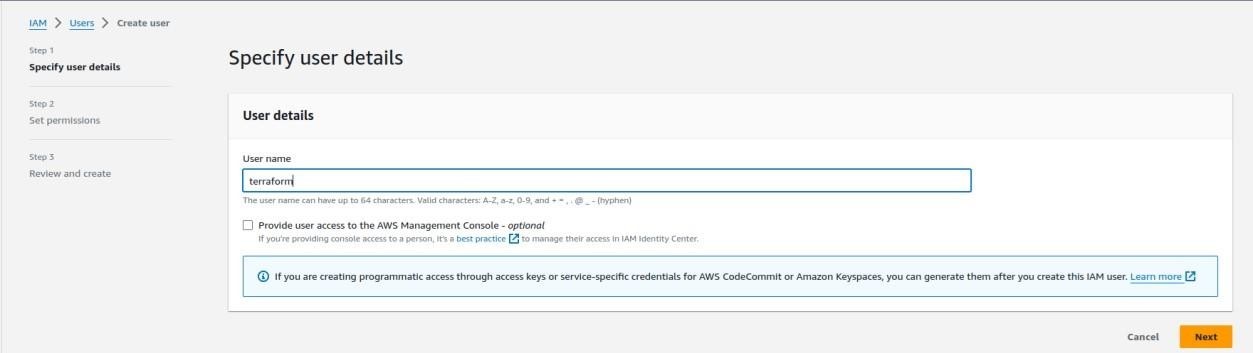 IAM > Users > Create user
Step 1
Specify user details
Step 2
Set permissions
Step 3
Review and create
Specify user details
User details
User name
terraform
The user name can have up to 64 characters. Valid characters: A-Z, a-z, 0-9, and + = , . @ _ - (hyphen)
Provide user access to the AWS Management Console - optional
If you're providing console access to a person, it's a best practice to manage their access in IAM Identity Center.
If you are creating programmatic access through access keys or service-specific credentials for AWS CodeCommit or Amazon Keyspaces, you can generate them after you create this IAM user. Learn more
Cancel Next